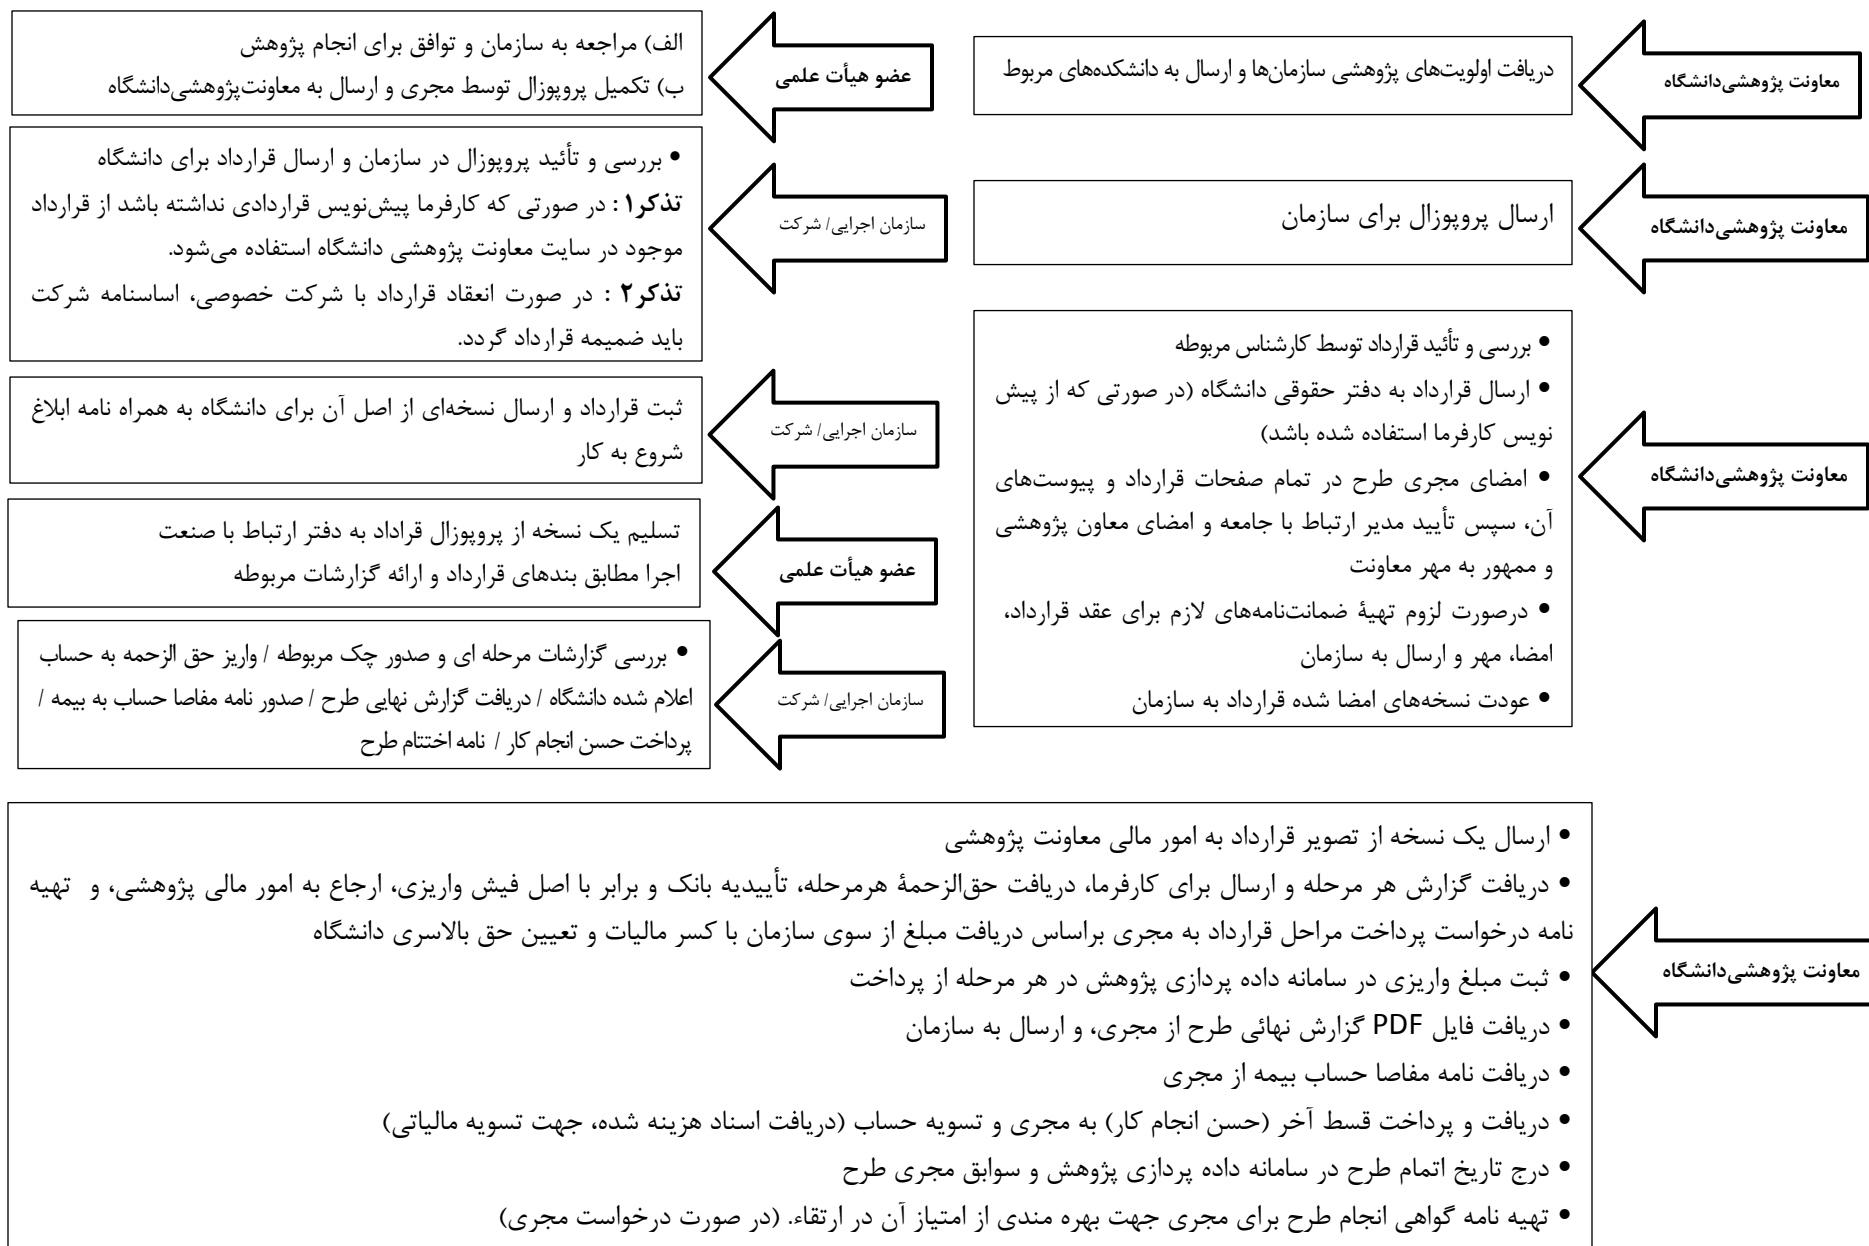 معاونت پژوهشی‌دانشگاه
دریافت اولویت‌های پژوهشی سازمان‌ها و ارسال به دانشکده‌های مربوط
عضو هیأت علمی
الف) مراجعه به سازمان و توافق برای انجام پژوهش
ب) تکمیل پروپوزال توسط مجری و ارسال به معاونت‌پژوهشی‌دانشگاه
معاونت پژوهشی‌دانشگاه
ارسال پروپوزال برای سازمان
سازمان اجرایی/ شرکت
• بررسی و تأئید پروپوزال در سازمان و ارسال قرارداد برای دانشگاه
تذکر۱: در صورتی که کارفرما پیش‌نویس قراردادی نداشته باشد از قرارداد
موجود در سایت معاونت پژوهشی دانشگاه استفاده می‌شود.
تذکر۲ : در صورت انعقاد قرارداد با شرکت خصوصی، اساسنامه شرکت
باید ضمیمه قرارداد گردد.
معاونت پژوهشی‌دانشگاه
• بررسی و تأئید قرارداد توسط کارشناس مربوطه
• ارسال قرارداد به دفتر حقوقی دانشگاه (در صورتی که از پیش
نویس کارفرما استفاده شده باشد)
• امضای مجری طرح در تمام صفحات قرارداد و پیوست‌های
آن، سپس تأیید مدیر ارتباط با جامعه و امضای معاون پژوهشی
و ممهور به مهر معاونت
• درصورت لزوم تهیهٔ ضمانت‌نامه‌های لازم برای عقد قرارداد،
امضا، مهر و ارسال به سازمان
• عودت نسخه‌های امضا شده قرارداد به سازمان
سازمان اجرایی/ شرکت
ثبت قرارداد و ارسال نسخه‌ای از اصل آن برای دانشگاه به همراه نامه ابلاغ
شروع به کار
عضو هیأت علمی
تسلیم یک نسخه از پروپوزال قراداد به دفتر ارتباط با صنعت
اجرا مطابق بندهای قرارداد و ارائه گزارشات مربوطه
سازمان اجرایی/ شرکت
• بررسی گزارشات مرحله ای و صدور چک مربوطه / واریز حق الزحمه به حساب
اعلام شده دانشگاه / دریافت گزارش نهایی طرح / صدور نامه مفاصا حساب به بیمه /
پرداخت حسن انجام کار / نامه اختتام طرح
معاونت پژوهشی‌دانشگاه
• ارسال یک نسخه از تصویر قرارداد به امور مالی معاونت پژوهشی
• دریافت گزارش هر مرحله و ارسال برای کارفرما، دریافت حق‌الزحمهٔ هرمرحله، تأییدیه بانک و برابر با اصل فیش واریزی، ارجاع به امور مالی پژوهشی، و تهیه
نامه درخواست پرداخت مراحل قرارداد به مجری براساس دریافت مبلغ از سوی سازمان با کسر مالیات و تعیین حق بالاسری دانشگاه
• ثبت مبلغ واریزی در سامانه داده پردازی پژوهش در هر مرحله از پرداخت
• دریافت فایل PDF گزارش نهائی طرح از مجری، و ارسال به سازمان
• دریافت نامه مفاصا حساب بیمه از مجری
• دریافت و پرداخت قسط آخر (حسن انجام کار) به مجری و تسویه حساب (دریافت اسناد هزینه شده، جهت تسویه مالیاتی)
• درج تاریخ اتمام طرح در سامانه داده پردازی پژوهش و سوابق مجری طرح
• تهیه نامه گواهی انجام طرح برای مجری جهت بهره مندی از امتیاز آن در ارتقاء. (در صورت درخواست مجری)